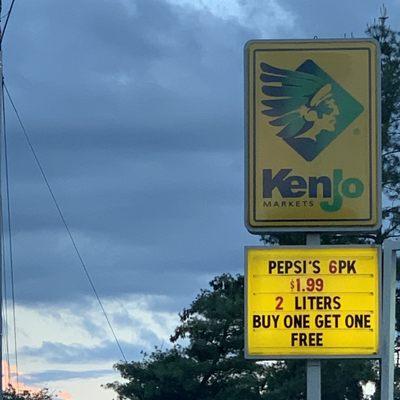 KenJo
MARKETS
PEPSI'S 6PK
$1.99
2 LITERS
BUY ONE GET ONE
FREE